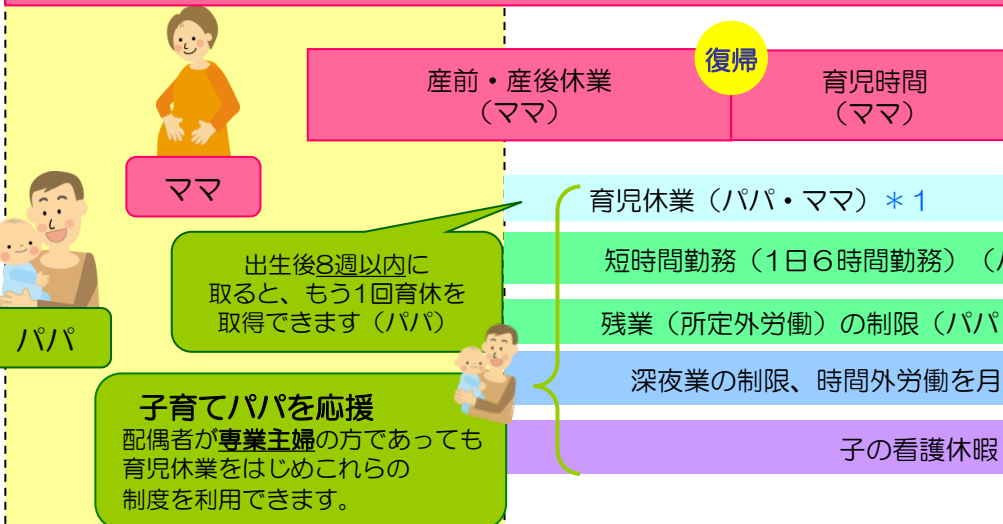 復帰
産前・産後休業
（ママ）
育児時間
（ママ）
ママ
育児休業（パパ・ママ）＊１
出生後8週以内に
取ると、もう1回育休を
取得できます（パパ）
短時間勤務（1日６時間勤務）（
パパ
残業（所定外労働）の制限（パパ
深夜業の制限、時間外労働を月
子育てパパを応援
配偶者が専業主婦の方であっても
育児休業をはじめこれらの
制度を利用できます。
子の看護休暇